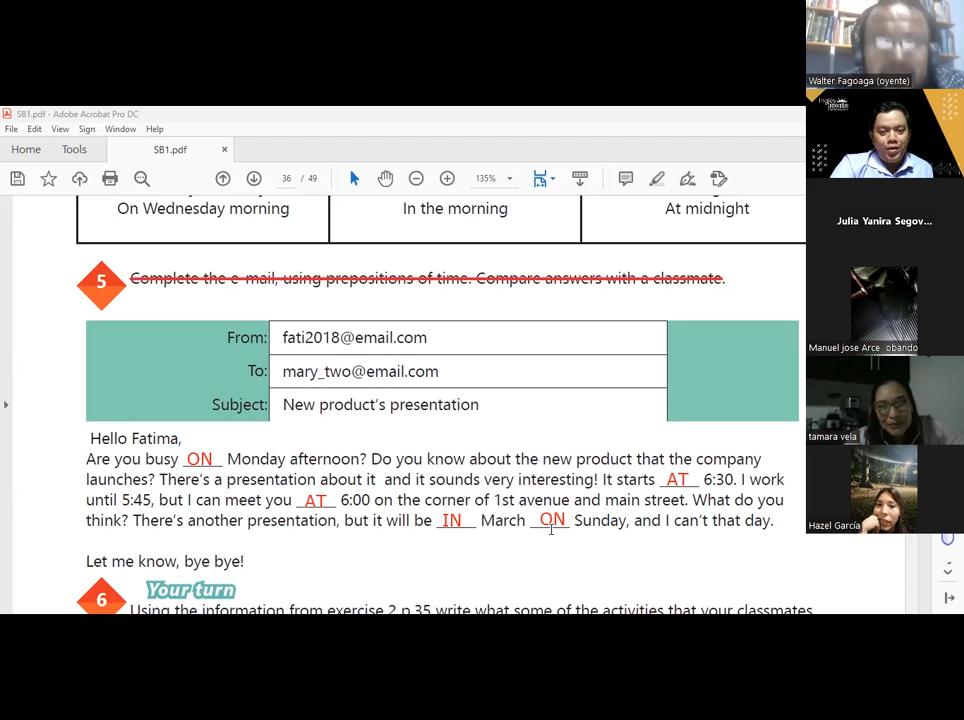 SB1.pdf - Adobe Acrobat Pro DC
File Edit View Sign Window Help
Home Tools SB1.pdf ×
36 / 49 135%
On Wednesday morning In the morning At midnight
5 Complete the e-mail, using prepositions of time. Compare answers with a classmate.
From: fati2018@email.com
To: mary_two@email.com
Subject: New product's presentation
Hello Fatima,
Are you busy ON Monday afternoon? Do you know about the new product that the company
launches? There's a presentation about it and it sounds very interesting! It starts AT 6:30. I work
until 5:45, but I can meet you AT 6:00 on the corner of 1st avenue and main street. What do you
think? There's another presentation, but it will be IN March ON Sunday, and I can't that day.
Let me know, bye bye!
Your turn
6 Using the information from exercise 2 p.35 write what some of the activities that your classmates
Walter Fagoaga (oyente)
Inglés
Julia Yanira Segov...
Manuel jose Arce obando
tamara vela
Hazel García